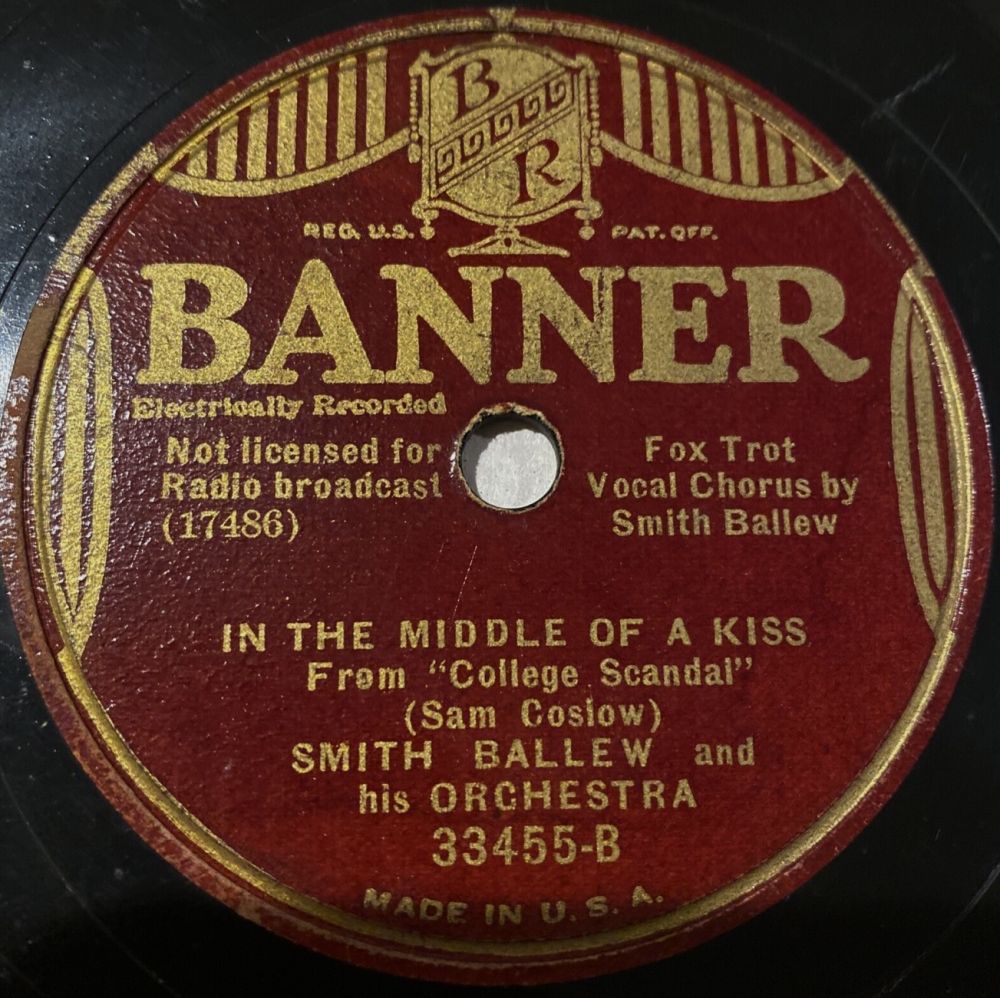 B
R
REG. U.S. PAT. OFF.
BANNER
Electrically Recorded
Not licensed for
Radio broadcast
(17486)
Fox Trot
Vocal Chorus by
Smith Ballew
IN THE MIDDLE OF A KISS
From "College Scandal"
(Sam Coslow)
SMITH BALLEW and
his ORCHESTRA
33455-B
MADE IN U. S. A.